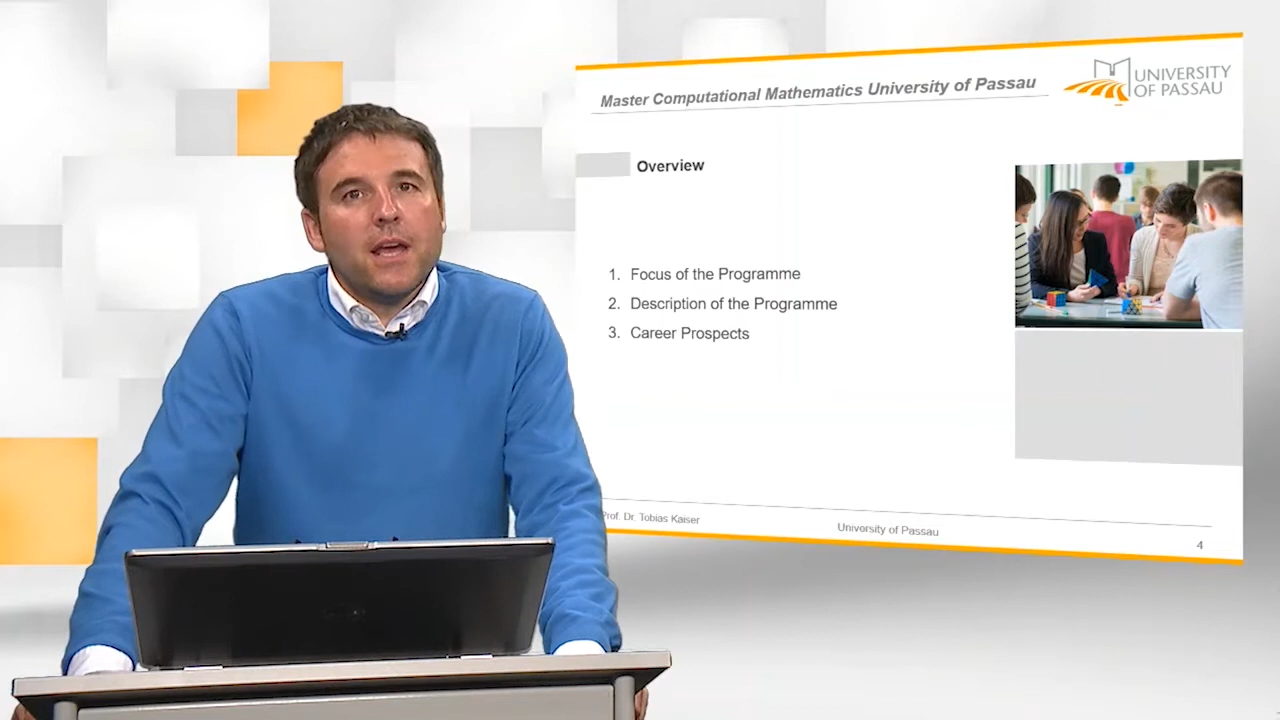 Master Computational Mathematics University of Passau
UNIVERSITY
OF PASSAU
Overview
1. Focus of the Programme
2. Description of the Programme
3. Career Prospects
Prof. Dr. Tobias Kaiser
University of Passau
4